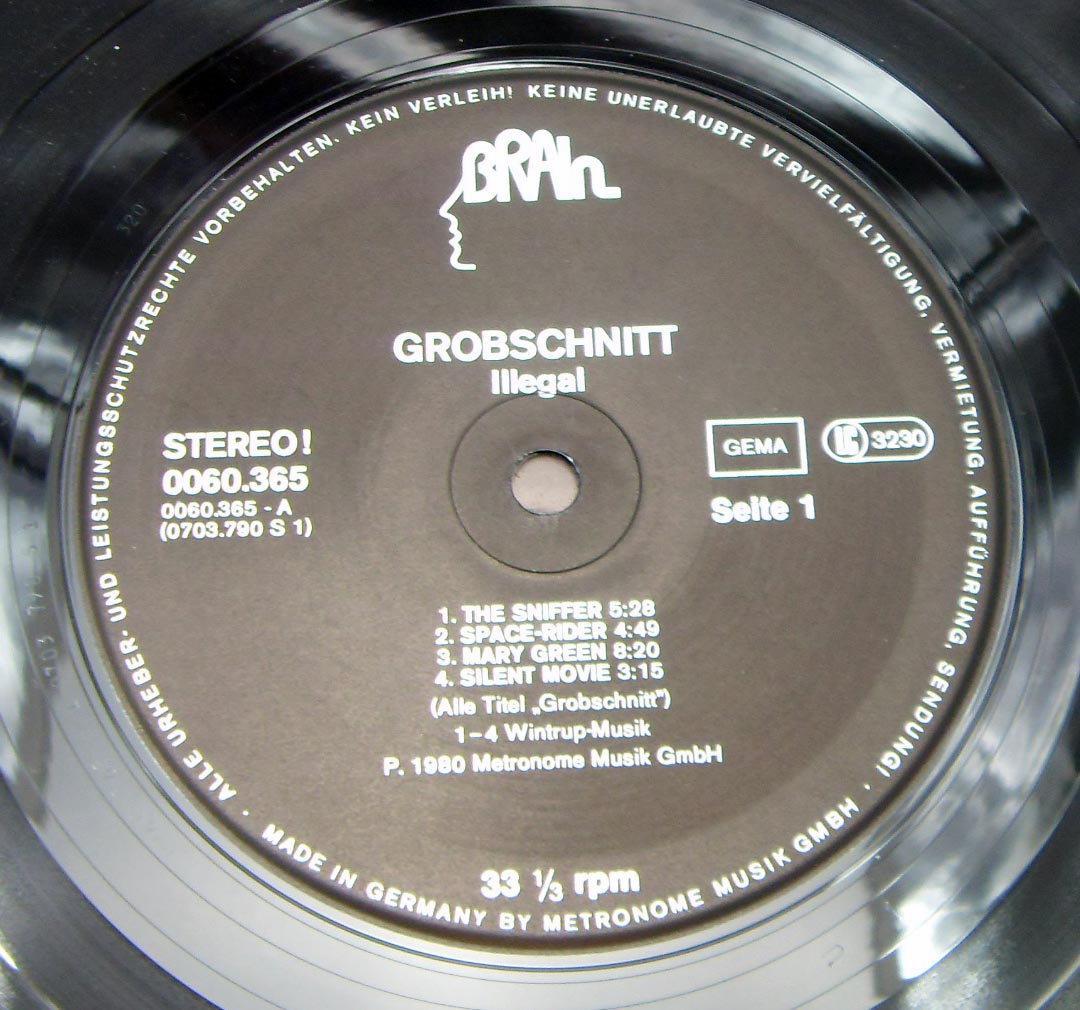 ALLE URHEBER- UND LEISTUNGSSCHUTZRECHTE VORBEHALTEN. KEIN VERLEIH! KEINE UNERLAUBTE VERVIELFÄLTIGUNG, VERMIETUNG, AUFFÜHRUNG, SENDUNG!
BRAIN
GROBSCHNITT
Illegal
STEREO!
0060.365
0060.365 - A
(0703.790 S 1)
GEMA
LC 3230
Seite 1
1. THE SNIFFER 5:28
2. SPACE-RIDER 4:49
3. MARY GREEN 8:20
4. SILENT MOVIE 3:15
(Alle Titel „Grobschnitt")
1–4 Wintrup-Musik
P. 1980 Metronome Musik GmbH
33 1/3 rpm
· MADE IN GERMANY BY METRONOME MUSIK GMBH ·
320